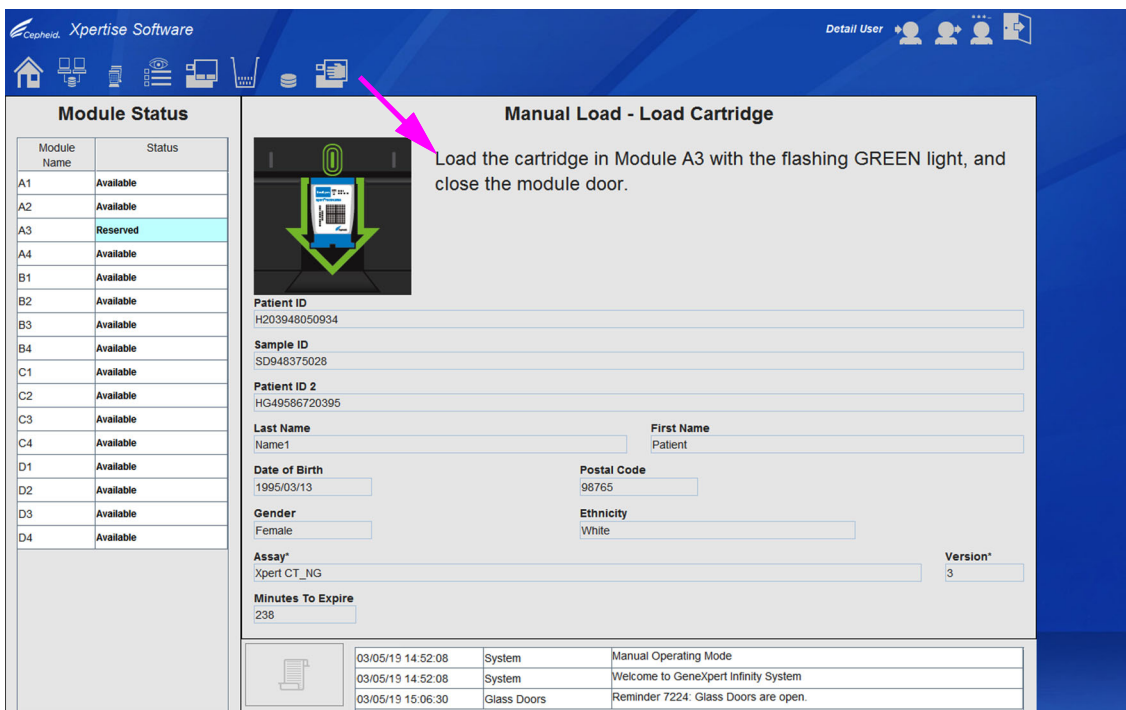 Cepheid. Xpertise Software
Detail User
Module Status
Module Name Status
A1 Available
A2 Available
A3 Reserved
A4 Available
B1 Available
B2 Available
B3 Available
B4 Available
C1 Available
C2 Available
C3 Available
C4 Available
D1 Available
D2 Available
D3 Available
D4 Available
Manual Load - Load Cartridge
Load the cartridge in Module A3 with the flashing GREEN light, and
close the module door.
Patient ID
H203948050934
Sample ID
SD948375028
Patient ID 2
HG49586720395
Last Name First Name
Name1 Patient
Date of Birth Postal Code
1995/03/13 98765
Gender Ethnicity
Female White
Assay* Version*
Xpert CT_NG 3
Minutes To Expire
238
03/05/19 14:52:08 System Manual Operating Mode
03/05/19 14:52:08 System Welcome to GeneXpert Infinity System
03/05/19 15:06:30 Glass Doors Reminder 7224: Glass Doors are open.